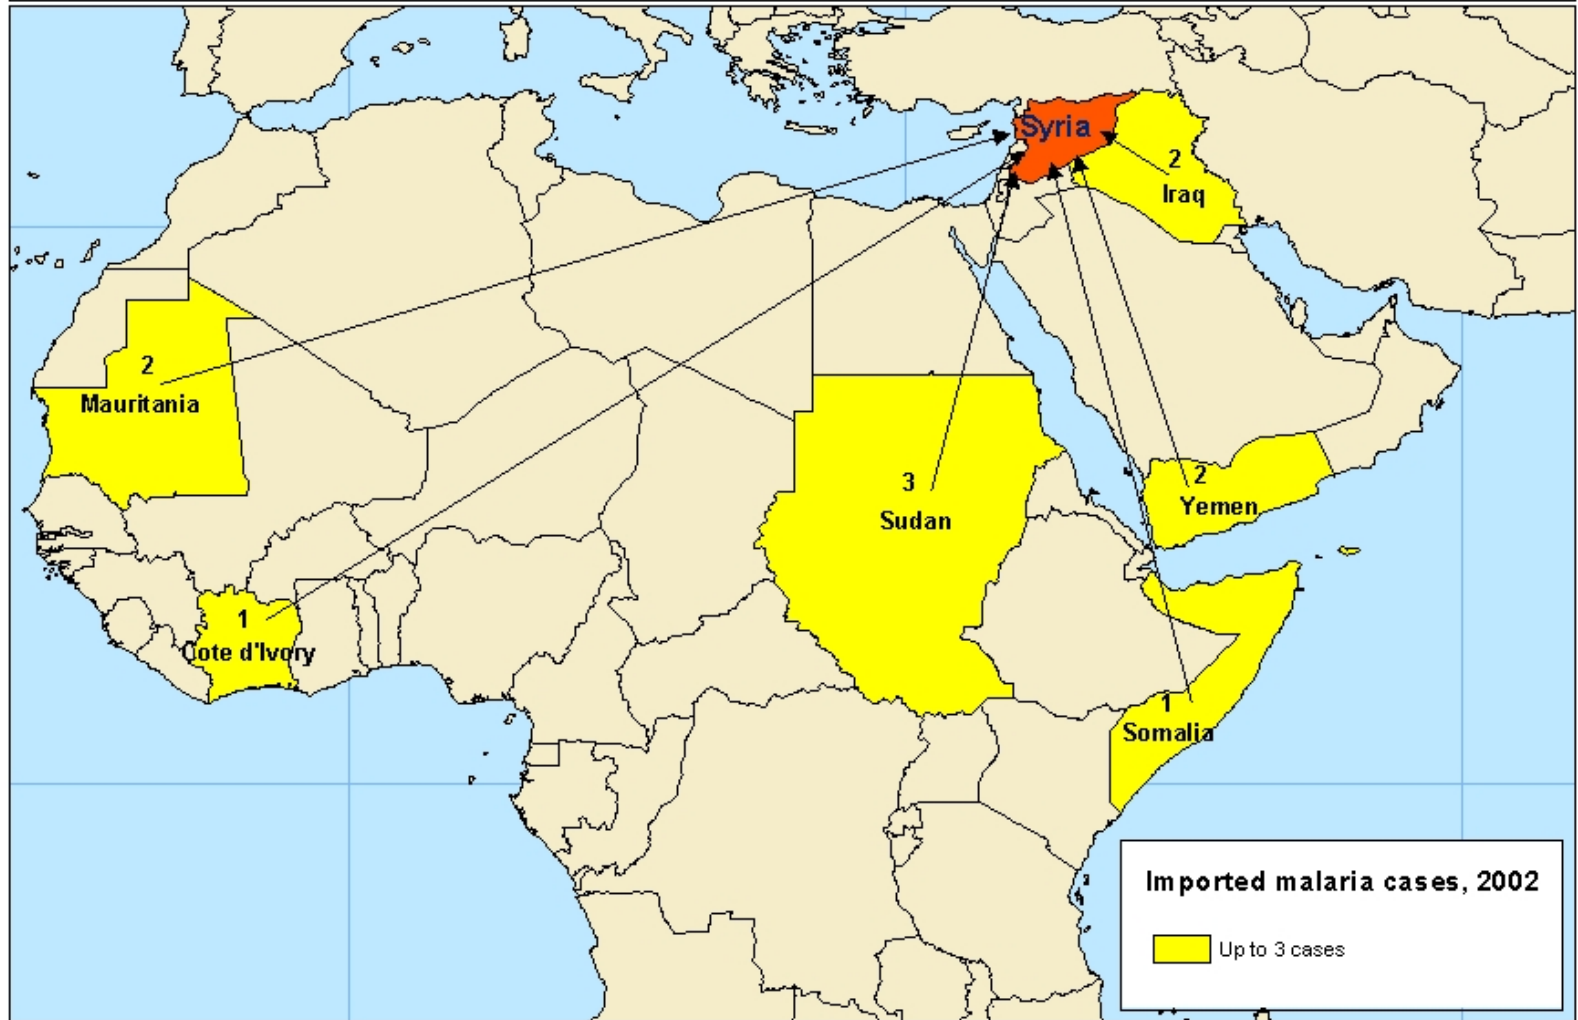 Syria
2
Iraq
2
Mauritania
3
Sudan
2
Yemen
1
Cote d'Ivory
1
Somalia
Imported malaria cases, 2002
Up to 3 cases